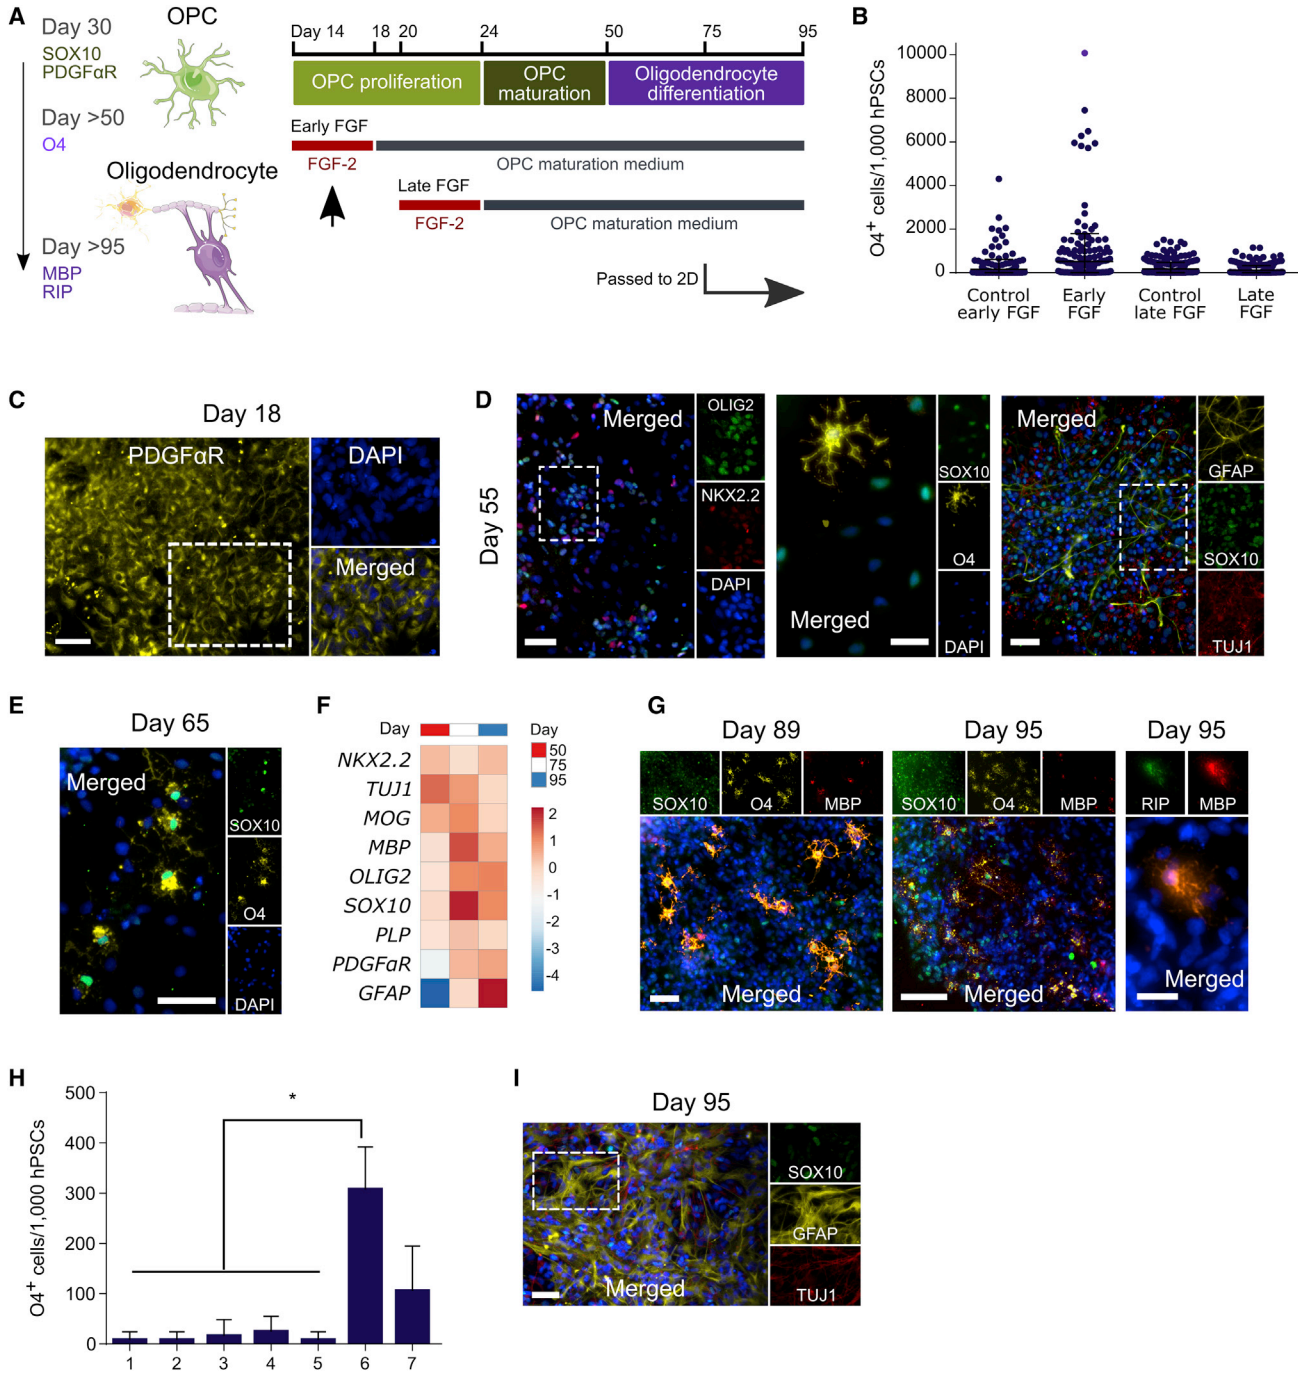 A
Day 30
SOX10
PDGFαR
Day >50
O4
Day >95
MBP
RIP
OPC
Oligodendrocyte
Day 14 18 20 24 50 75 95
OPC proliferation
OPC
maturation
Oligodendrocyte
differentiation
Early FGF
FGF-2
OPC maturation medium
Late FGF
FGF-2
OPC maturation medium
Passed to 2D
B
O4+ cells/1,000 hPSCs
10000
8000
6000
4000
2000
0
Control
early FGF
Early
FGF
Control
late FGF
Late
FGF
C
Day 18
PDGFαR
DAPI
Merged
D
Day 55
Merged
OLIG2
NKX2.2
DAPI
Merged
SOX10
O4
DAPI
Merged
GFAP
SOX10
TUJ1
E
Day 65
Merged
SOX10
O4
DAPI
F
Day
NKX2.2
TUJ1
MOG
MBP
OLIG2
SOX10
PLP
PDGFαR
GFAP
Day
50
75
95
2
1
0
-1
-2
-3
-4
G
Day 89
SOX10 O4 MBP
Merged
Day 95
SOX10 O4 MBP
Merged
Day 95
RIP MBP
Merged
H
O4+ cells/1,000 hPSCs
500
400
300
200
100
0
*
1 2 3 4 5 6 7
I
Day 95
Merged
SOX10
GFAP
TUJ1